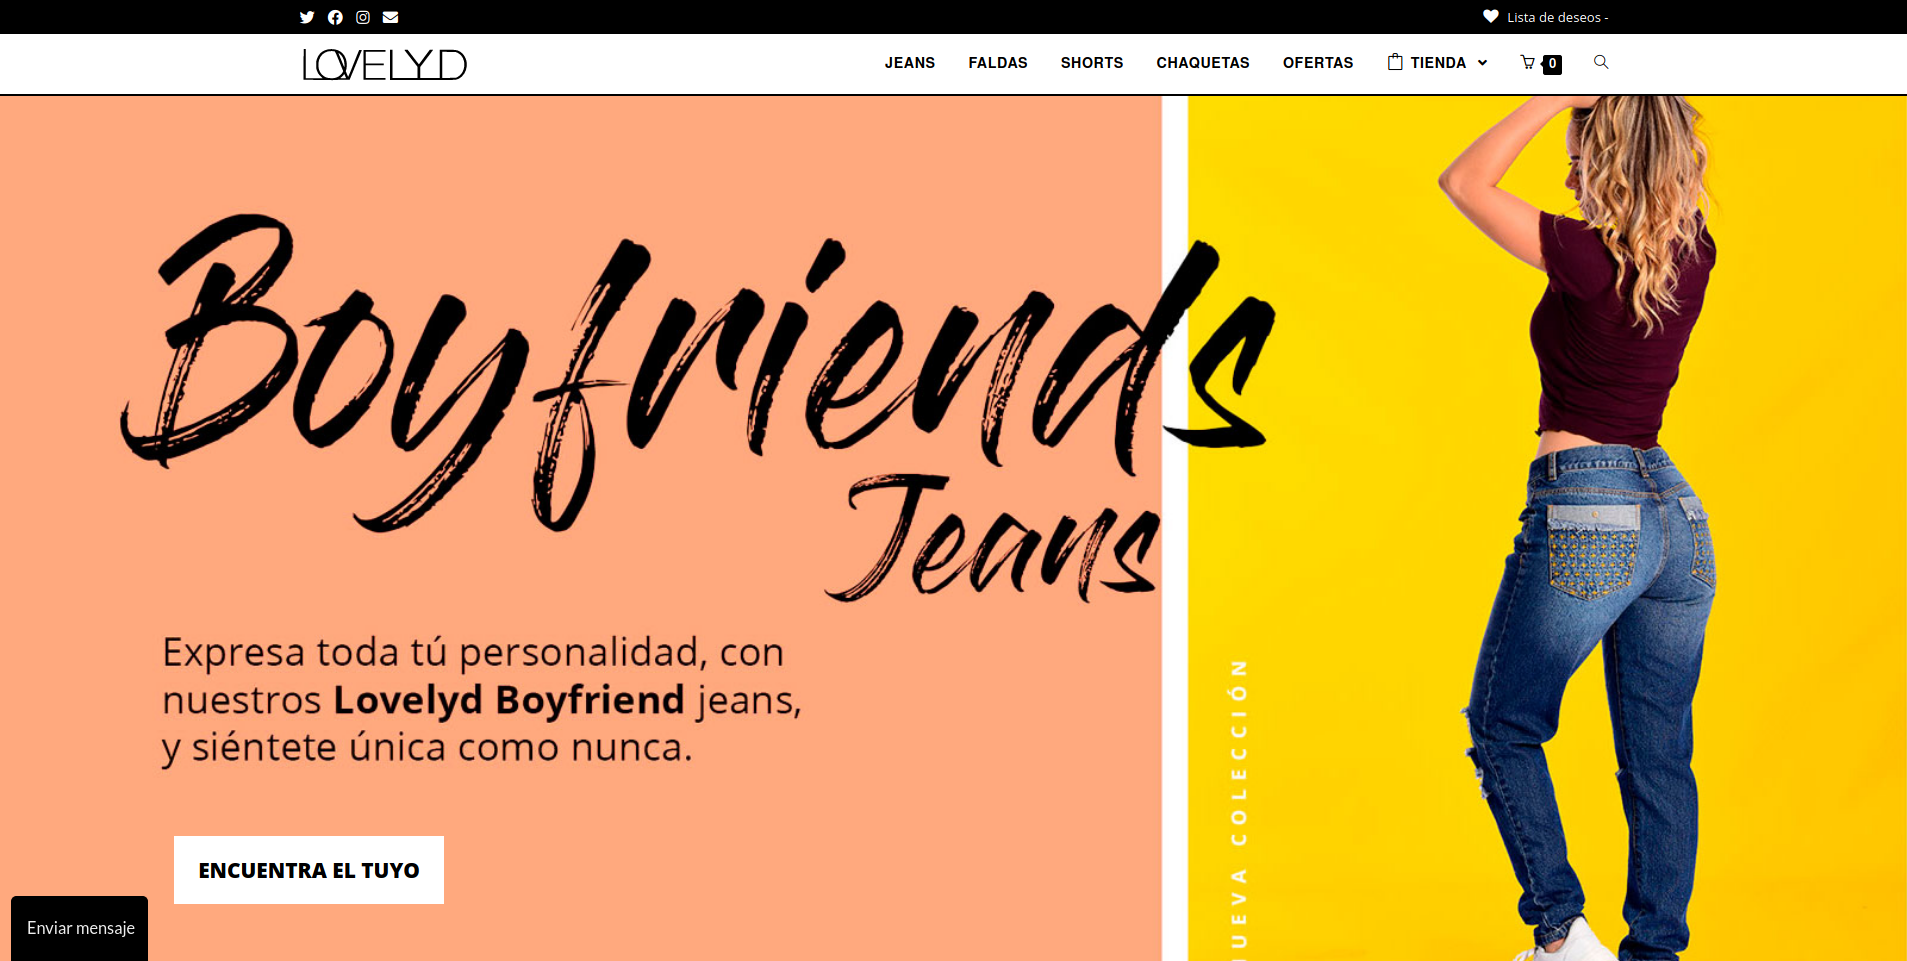 Lista de deseos -
LOVELYD
JEANS FALDAS SHORTS CHAQUETAS OFERTAS TIENDA 0
Boyfriends
Jeans
Expresa toda tú personalidad, con
nuestros Lovelyd Boyfriend jeans,
y siéntete única como nunca.
ENCUENTRA EL TUYO
UEVA COLECCIÓN
Enviar mensaje